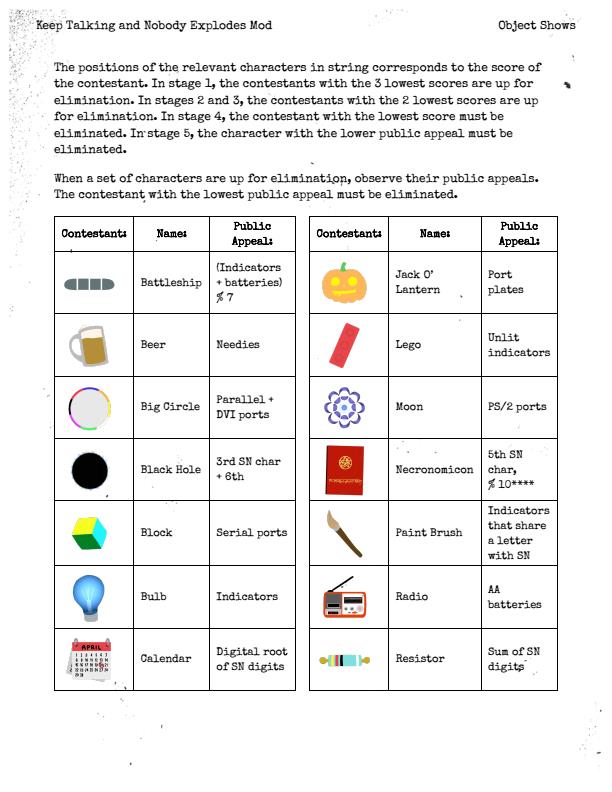 Keep Talking and Nobody Explodes Mod
Object Shows
The positions of the relevant characters in string corresponds to the score of
the contestant. In stage 1, the contestants with the 3 lowest scores are up for
elimination. In stages 2 and 3, the contestants with the 2 lowest scores are up
for elimination. In stage 4, the contestant with the lowest score must be
eliminated. In stage 5, the character with the lower public appeal must be
eliminated.
When a set of characters are up for elimination, observe their public appeals.
The contestant with the lowest public appeal must be eliminated.
Contestant: Name: Public
Appeal:
Battleship (Indicators
+ batteries)
% 7
Beer Needies
Big Circle Parallel +
DVI ports
Black Hole 3rd SN char
+ 6th
Block Serial ports
Bulb Indicators
APRIL
Calendar Digital root
of SN digits
Contestant: Name: Public
Appeal:
Jack O'
Lantern Port
plates
Lego Unlit
indicators
Moon PS/2 ports
Necronomicon 5th SN
char,
% 10****
Paint Brush Indicators
that share
a letter
with SN
Radio AA
batteries
Resistor Sum of SN
digits